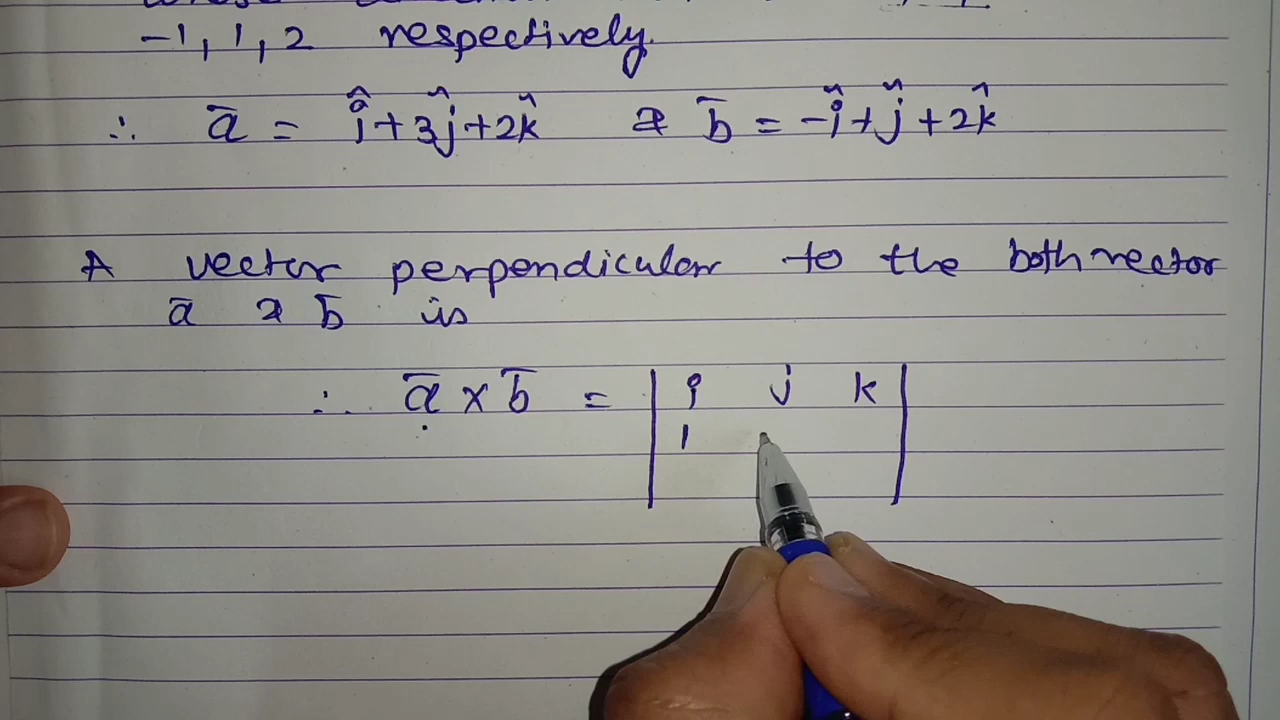 -1, 1, 2 respectively.
∴ a̅ = î + 3ĵ + 2k̂ & b̅ = -î + ĵ + 2k̂
A vector perpendicular to the both vector
a̅ & b̅ is
∴ a̅ × b̅ = | i j k |
1